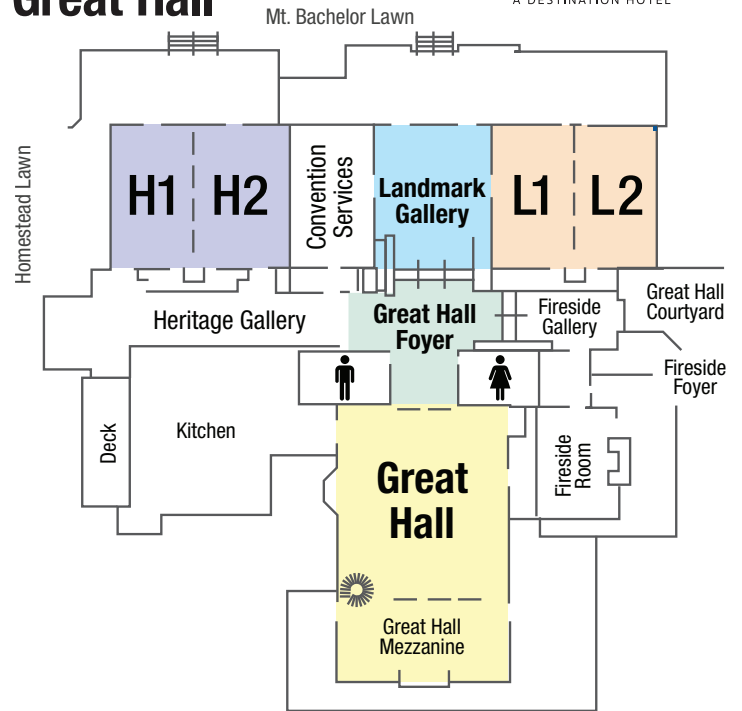 Great Hall
A DESTINATION HOTEL
Mt. Bachelor Lawn
Homestead Lawn
H1
H2
Convention
Services
Landmark
Gallery
L1
L2
Heritage Gallery
Great Hall
Foyer
Fireside
Gallery
Great Hall
Courtyard
Fireside
Foyer
Deck
Kitchen
Great
Hall
Fireside
Room
Great Hall
Mezzanine